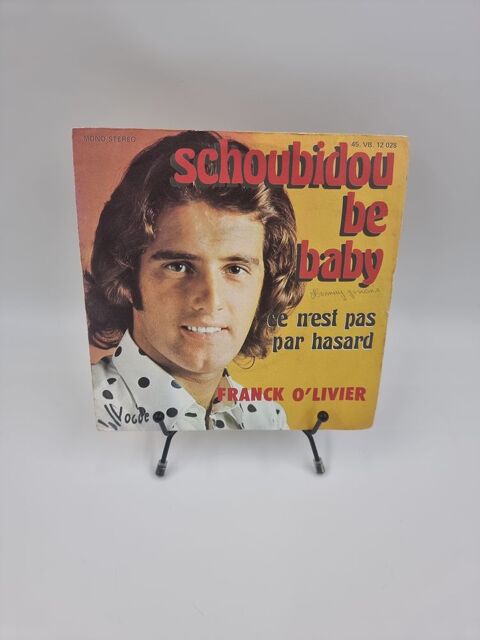 MONO-STEREO
45. VB. 12 028
schoubidou
be
baby
ce n'est pas
par hasard
FRANCK O'LIVIER
Vogue